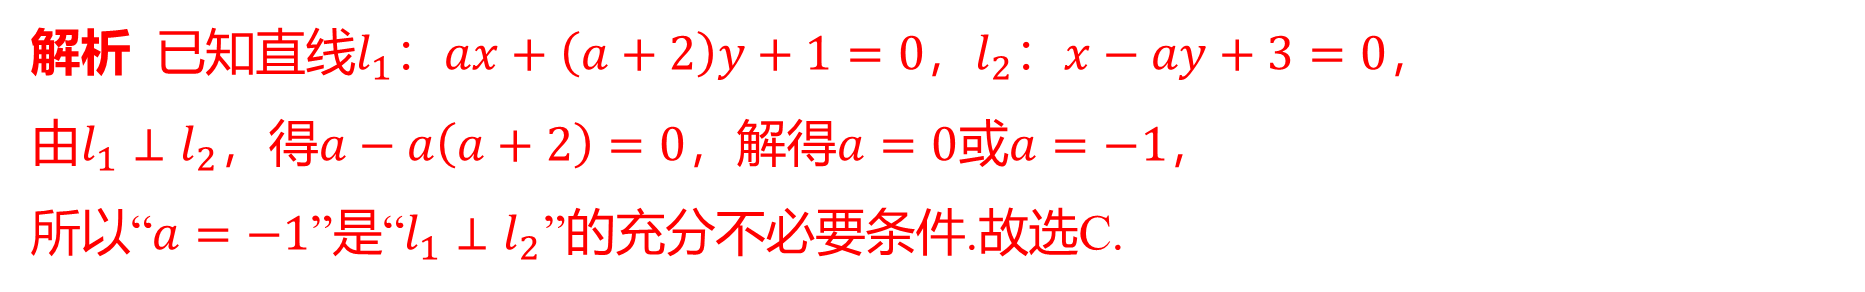 解析 已知直线l₁：ax + (a + 2)y + 1 = 0，l₂：x − ay + 3 = 0，
由l₁ ⊥ l₂，得a − a(a + 2) = 0，解得a = 0或a = −1，
所以“a = −1”是“l₁ ⊥ l₂”的充分不必要条件.故选C.